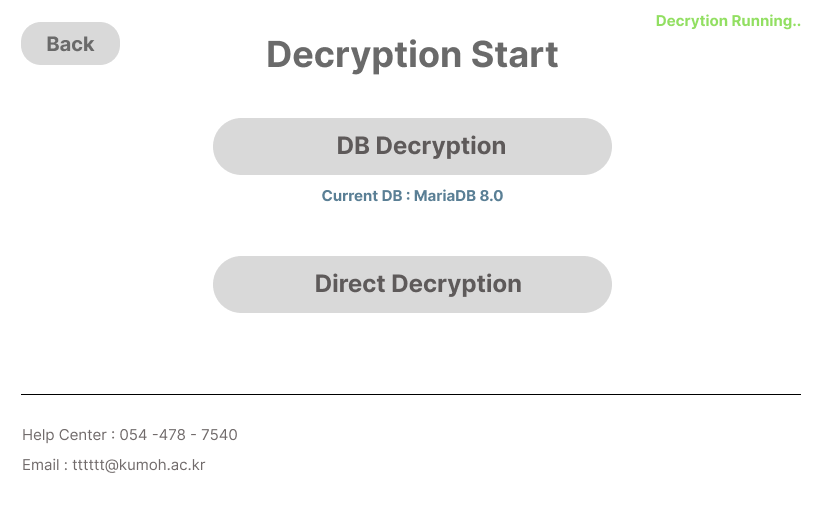 Decrytion Running..
Back
Decryption Start
DB Decryption
Current DB : MariaDB 8.0
Direct Decryption
Help Center : 054 -478 - 7540
Email : tttttt@kumoh.ac.kr